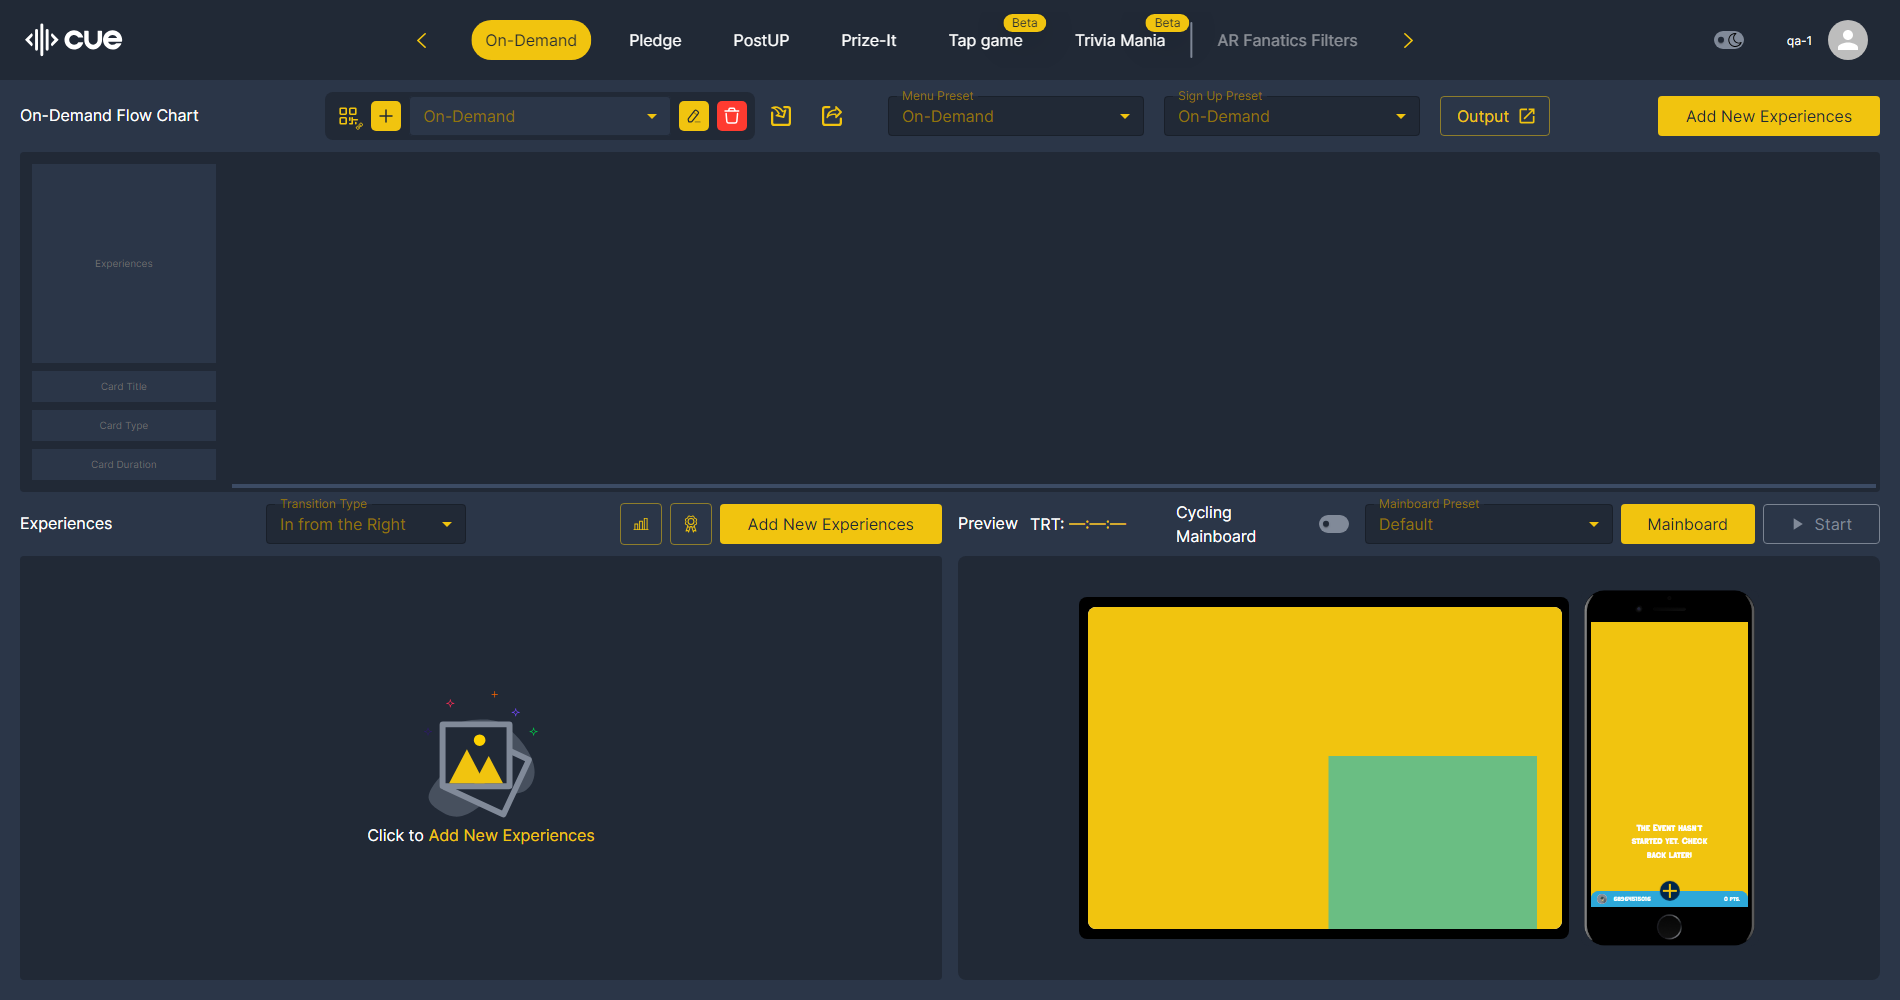 cue
On-Demand
Pledge
PostUP
Prize-It
Tap game
Beta
Trivia Mania
Beta
AR Fanatics Filters
qa-1
On-Demand Flow Chart
On-Demand
Menu Preset
On-Demand
Sign Up Preset
On-Demand
Output
Add New Experiences
Experiences
Card Title
Card Type
Card Duration
Experiences
Transition Type
In from the Right
Add New Experiences
Preview
TRT: —:—:—
Cycling
Mainboard
Mainboard Preset
Default
Mainboard
Start
Click to Add New Experiences
The Event hasn't
started yet. Check
back later!
0 PTS.